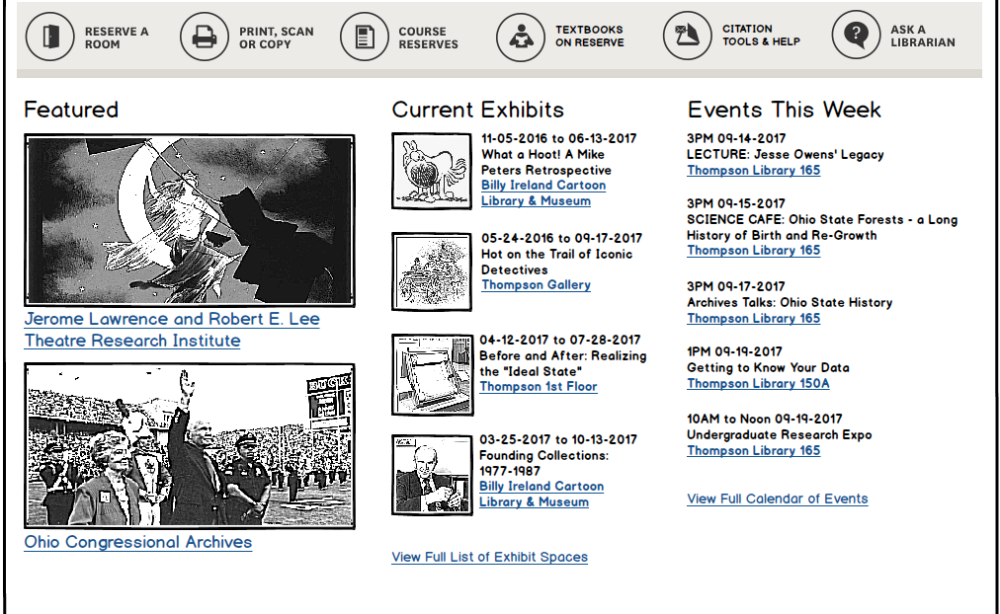 RESERVE A
ROOM
PRINT, SCAN
OR COPY
COURSE
RESERVES
TEXTBOOKS
ON RESERVE
CITATION
TOOLS & HELP
?
ASK A
LIBRARIAN
Featured
Jerome Lawrence and Robert E. Lee
Theatre Research Institute
Ohio Congressional Archives
Current Exhibits
11-05-2016 to 06-13-2017
What a Hoot! A Mike
Peters Retrospective
Billy Ireland Cartoon
Library & Museum
05-24-2016 to 09-17-2017
Hot on the Trail of Iconic
Detectives
Thompson Gallery
04-12-2017 to 07-28-2017
Before and After: Realizing
the "Ideal State"
Thompson 1st Floor
03-25-2017 to 10-13-2017
Founding Collections:
1977-1987
Billy Ireland Cartoon
Library & Museum
View Full List of Exhibit Spaces
Events This Week
3PM 09-14-2017
LECTURE: Jesse Owens' Legacy
Thompson Library 165
3PM 09-15-2017
SCIENCE CAFE: Ohio State Forests - a Long
History of Birth and Re-Growth
Thompson Library 165
3PM 09-17-2017
Archives Talks: Ohio State History
Thompson Library 165
1PM 09-19-2017
Getting to Know Your Data
Thompson Library 150A
10AM to Noon 09-19-2017
Undergraduate Research Expo
Thompson Library 165
View Full Calendar of Events